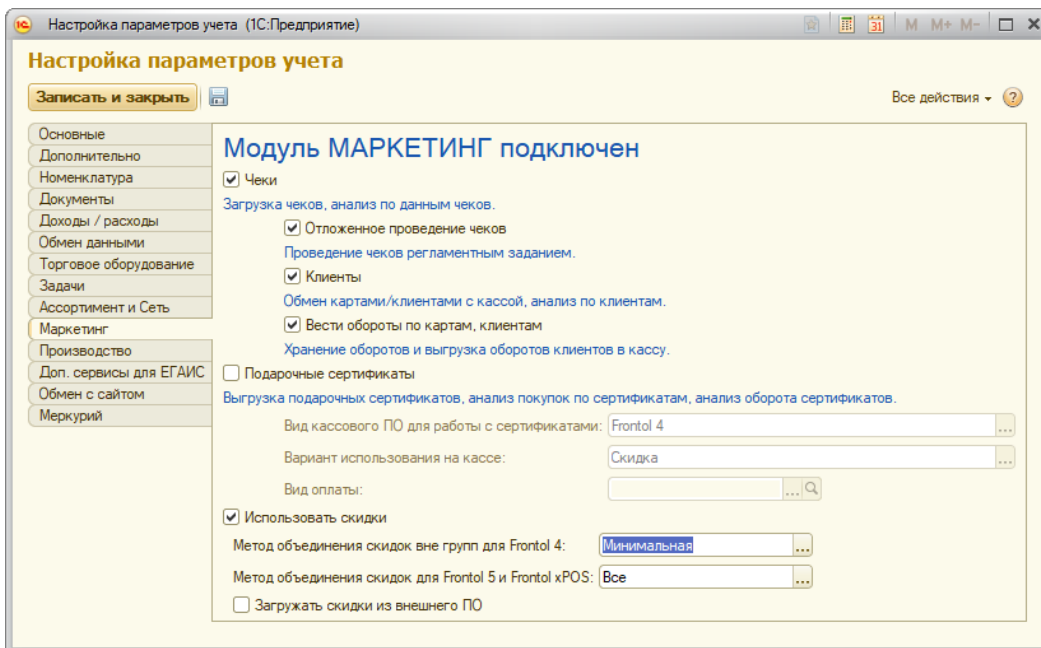 Настройка параметров учета (1С:Предприятие)
31 M M+ M-
Настройка параметров учета
Записать и закрыть
Все действия
?
Основные
Дополнительно
Номенклатура
Документы
Доходы / расходы
Обмен данными
Торговое оборудование
Задачи
Ассортимент и Сеть
Маркетинг
Производство
Доп. сервисы для ЕГАИС
Обмен с сайтом
Меркурий
Модуль МАРКЕТИНГ подключен
Чеки
Загрузка чеков, анализ по данным чеков.
Отложенное проведение чеков
Проведение чеков регламентным заданием.
Клиенты
Обмен картами/клиентами с кассой, анализ по клиентам.
Вести обороты по картам, клиентам
Хранение оборотов и выгрузка оборотов клиентов в кассу.
Подарочные сертификаты
Выгрузка подарочных сертификатов, анализ покупок по сертификатам, анализ оборота сертификатов.
Вид кассового ПО для работы с сертификатами: Frontol 4 ...
Вариант использования на кассе: Скидка ...
Вид оплаты: ...
Использовать скидки
Метод объединения скидок вне групп для Frontol 4: Минимальная ...
Метод объединения скидок для Frontol 5 и Frontol xPOS: Все ...
Загружать скидки из внешнего ПО